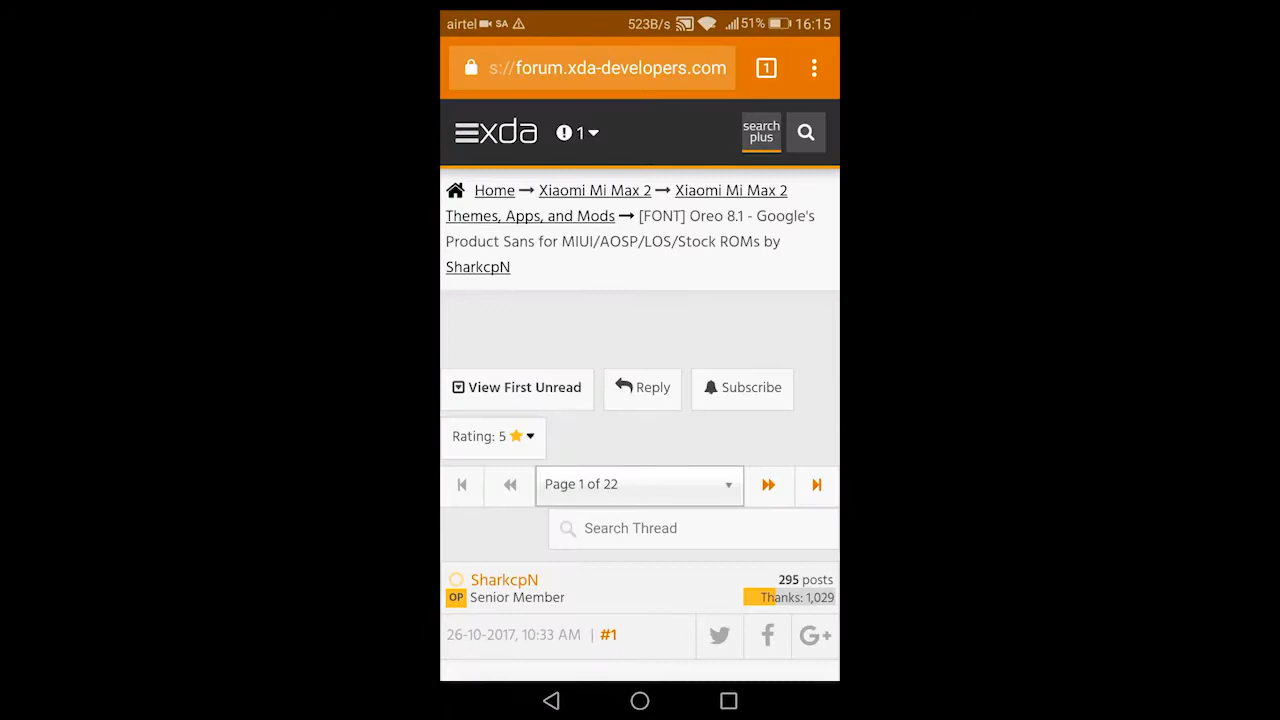 airtel SA 523B/s 51% 16:15
s://forum.xda-developers.com 1
xda 1 search plus
Home → Xiaomi Mi Max 2 → Xiaomi Mi Max 2
Themes, Apps, and Mods → [FONT] Oreo 8.1 - Google's
Product Sans for MIUI/AOSP/LOS/Stock ROMs by
SharkcpN
View First Unread Reply Subscribe
Rating: 5
Page 1 of 22
Search Thread
SharkcpN 295 posts
OP Senior Member Thanks: 1,029
26-10-2017, 10:33 AM | #1 G+